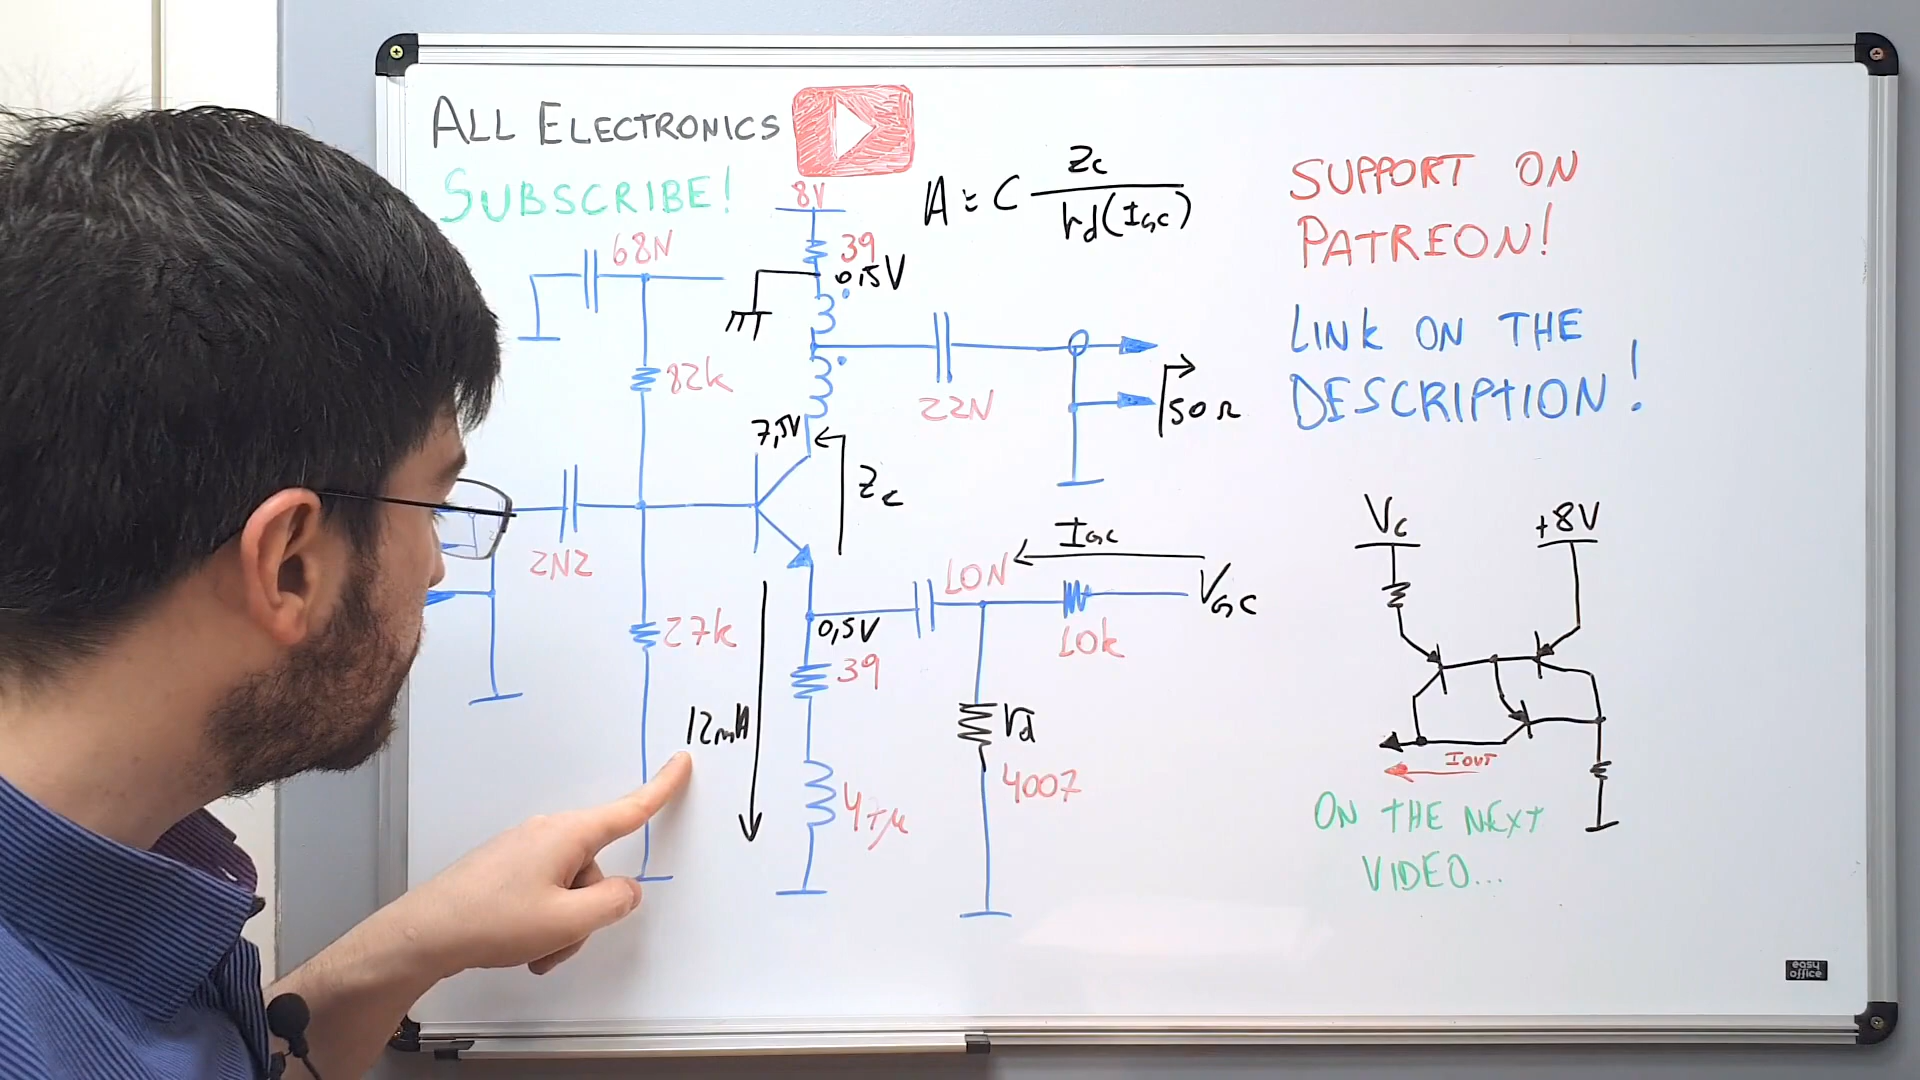 ALL ELECTRONICS
SUBSCRIBE!
8V
39
0,5V
68N
82k
22N
50Ω
7,5V
Zc
2N2
27k
0,5V
39
12mA
47μ
10N
IGC
VGC
10k
rd
4007
A = C Zc
rd(IGC)
SUPPORT ON
PATREON!
LINK ON THE
DESCRIPTION!
VC
+8V
IOUT
ON THE NEXT
VIDEO...
easy
office